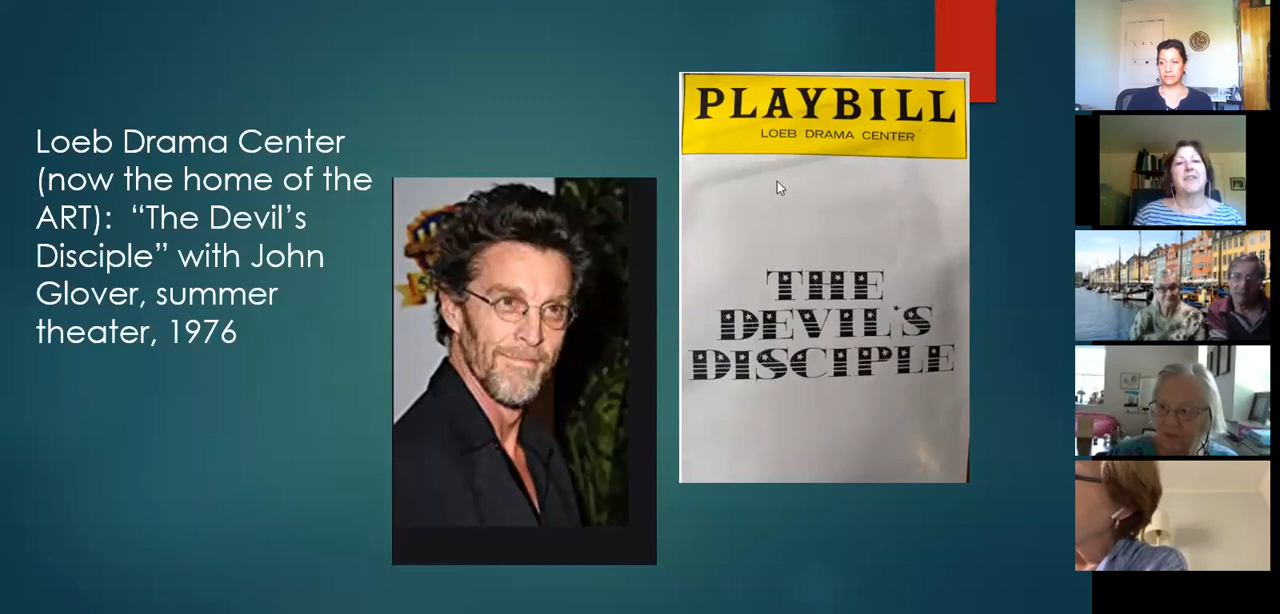 Loeb Drama Center
(now the home of the
ART):  “The Devil’s
Disciple” with John
Glover, summer
theater, 1976
PLAYBILL
LOEB DRAMA CENTER
THE
DEVIL'S
DISCIPLE